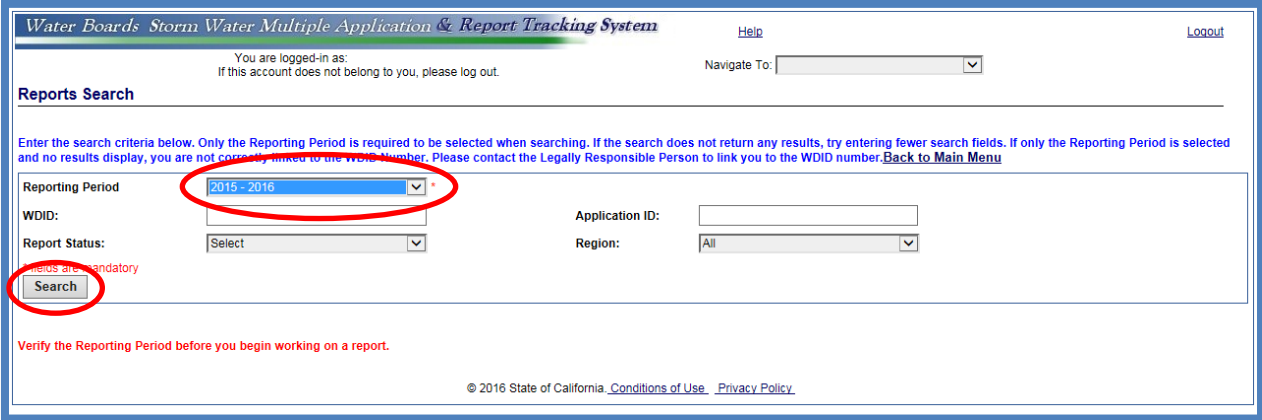 Water Boards Storm Water Multiple Application & Report Tracking System
Help
Logout
You are logged-in as:
If this account does not belong to you, please log out.
Navigate To:
Reports Search
Enter the search criteria below. Only the Reporting Period is required to be selected when searching. If the search does not return any results, try entering fewer search fields. If only the Reporting Period is selected
and no results display, you are not correctly linked to the WDID Number. Please contact the Legally Responsible Person to link you to the WDID number.Back to Main Menu
Reporting Period 2015 - 2016 *
WDID: Application ID:
Report Status: Select Region: All
* fields are mandatory
Search
Verify the Reporting Period before you begin working on a report.
© 2016 State of California. Conditions of Use Privacy Policy